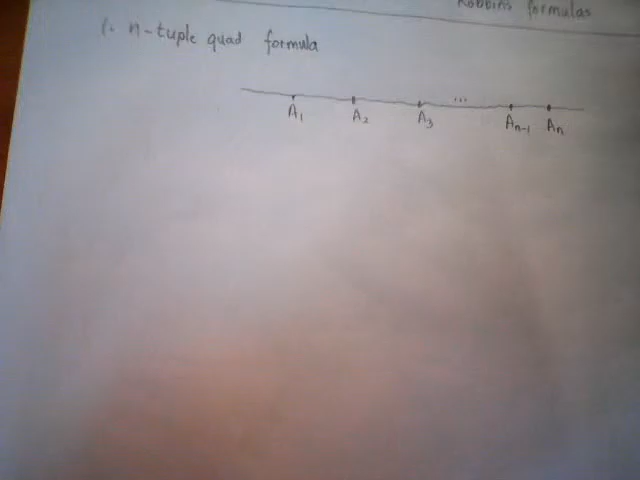 Robbins formulas
1. n-tuple quad formula
...
A₁ A₂ A₃ Aₙ₋₁ Aₙ